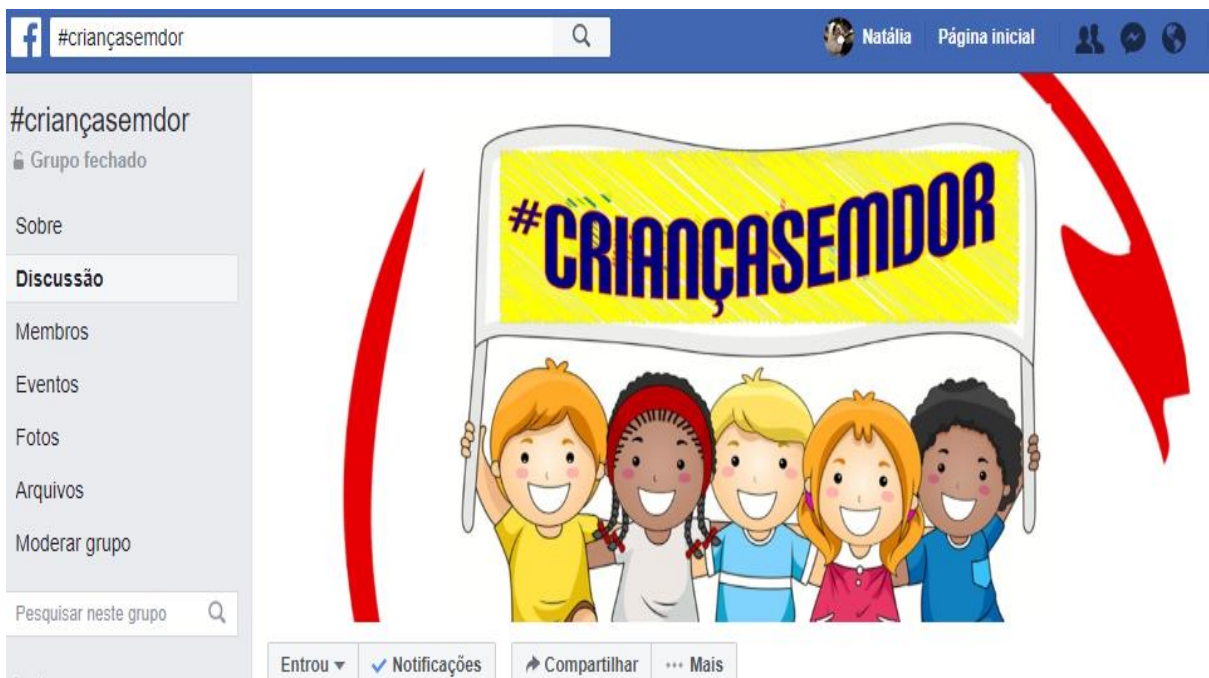 f #criançasemdor Natália Página inicial
#criançasemdor
Grupo fechado
Sobre
Discussão
Membros
Eventos
Fotos
Arquivos
Moderar grupo
Pesquisar neste grupo
#CRIANÇASEMDOR
Entrou Notificações Compartilhar ··· Mais